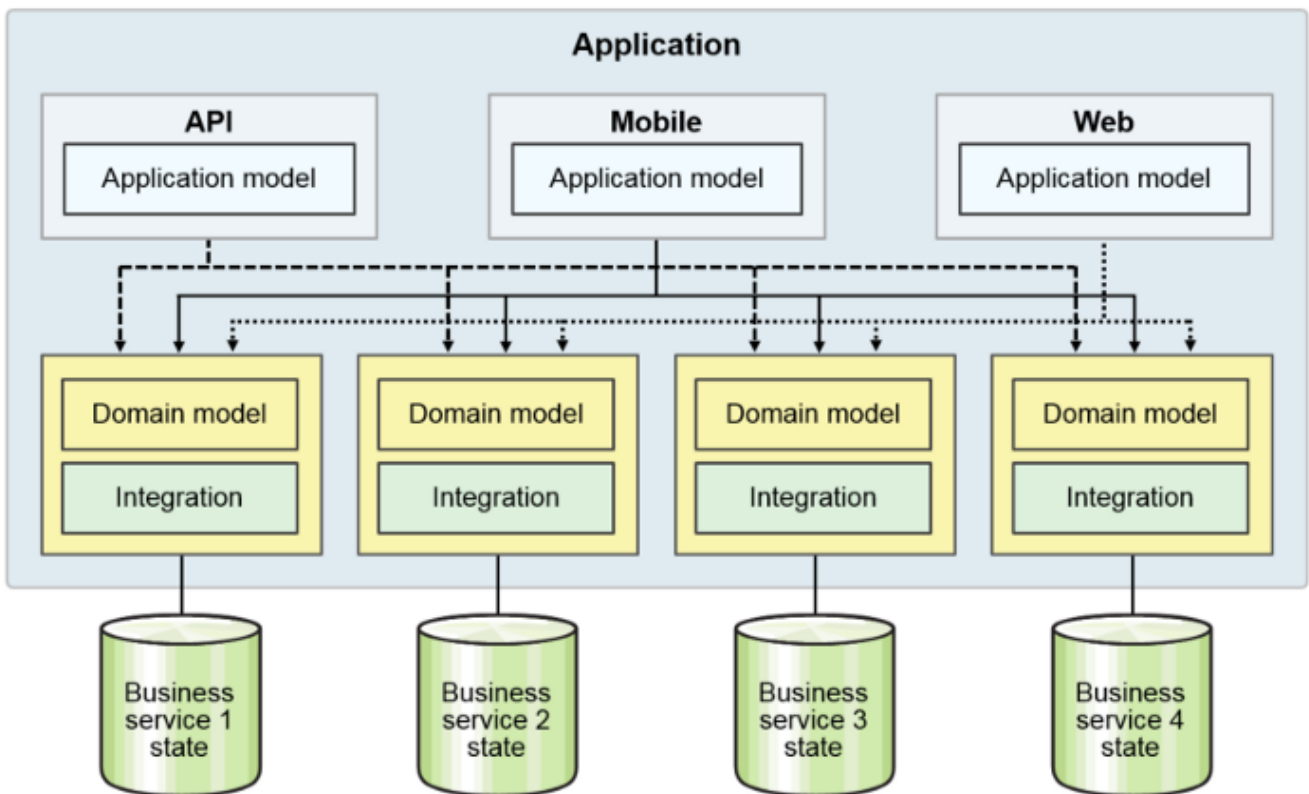 Application
API
Mobile
Web
Application model
Application model
Application model
Domain model
Domain model
Domain model
Domain model
Integration
Integration
Integration
Integration
Business
service 1
state
Business
service 2
state
Business
service 3
state
Business
service 4
state